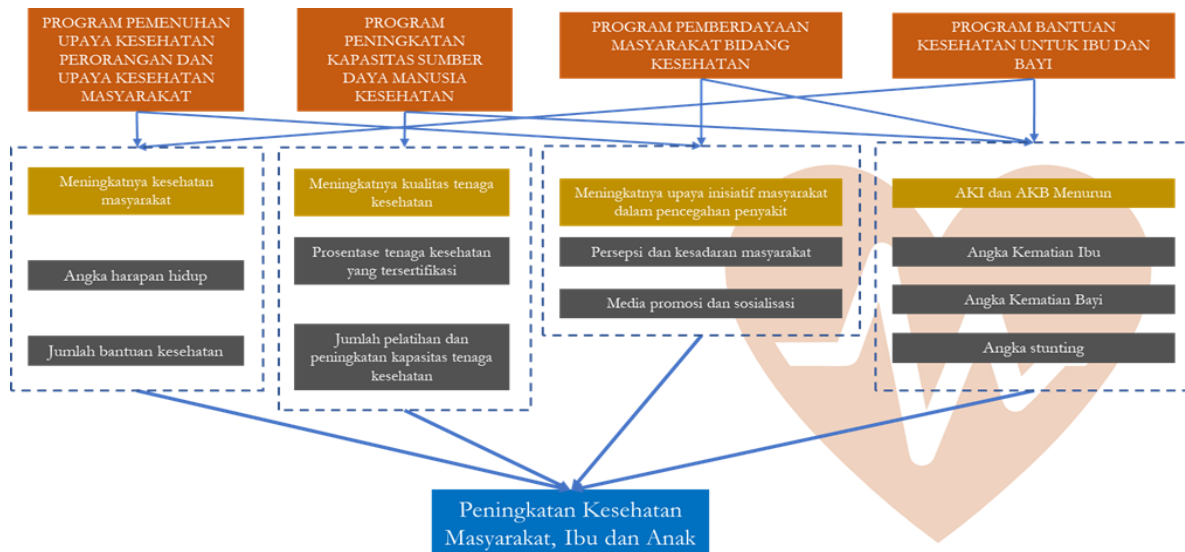 PROGRAM PEMENUHAN
UPAYA KESEHATAN
PERORANGAN DAN
UPAYA KESEHATAN
MASYARAKAT
PROGRAM
PENINGKATAN
KAPASITAS SUMBER
DAYA MANUSIA
KESEHATAN
PROGRAM PEMBERDAYAAN
MASYARAKAT BIDANG
KESEHATAN
PROGRAM BANTUAN
KESEHATAN UNTUK IBU DAN
BAYI
Meningkatnya kesehatan
masyarakat
Angka harapan hidup
Jumlah bantuan kesehatan
Meningkatnya kualitas tenaga
kesehatan
Prosentase tenaga kesehatan
yang tersertifikasi
Jumlah pelatihan dan
peningkatan kapasitas tenaga
kesehatan
Meningkatnya upaya inisiatif masyarakat
dalam pencegahan penyakit
Persepsi dan kesadaran masyarakat
Media promosi dan sosialisasi
AKI dan AKB Menurun
Angka Kematian Ibu
Angka Kematian Bayi
Angka stunting
Peningkatan Kesehatan
Masyarakat, Ibu dan Anak